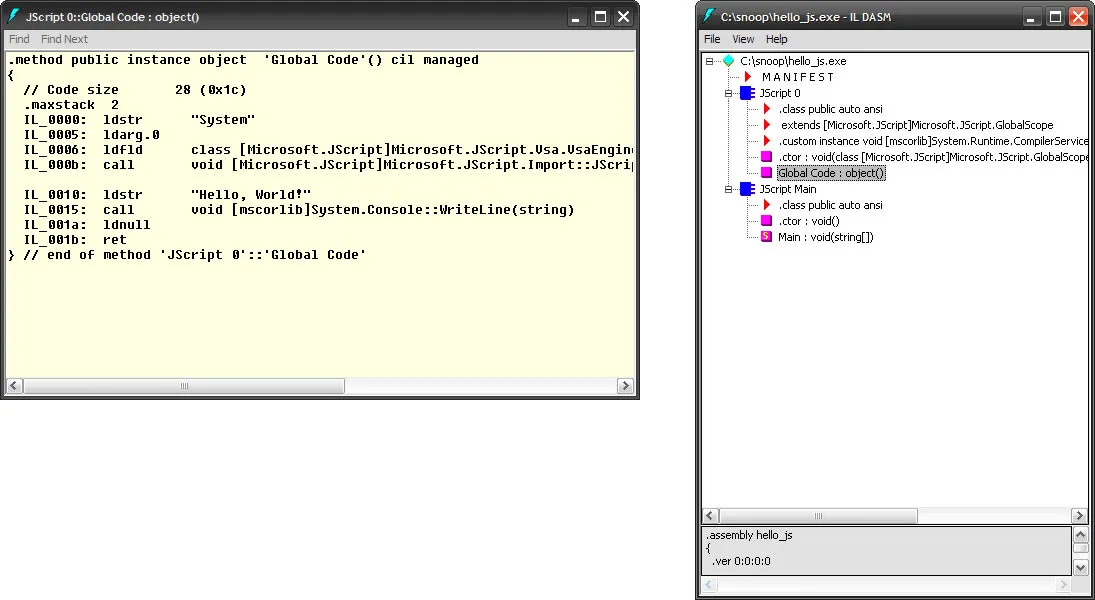 JScript 0::Global Code : object()
Find Find Next
.method public instance object 'Global Code'() cil managed
{
// Code size 28 (0x1c)
.maxstack 2
IL_0000: ldstr "System"
IL_0005: ldarg.0
IL_0006: ldfld class [Microsoft.JScript]Microsoft.JScript.Vsa.VsaEngin
IL_000b: call void [Microsoft.JScript]Microsoft.JScript.Import::JScrip
IL_0010: ldstr "Hello, World!"
IL_0015: call void [mscorlib]System.Console::WriteLine(string)
IL_001a: ldnull
IL_001b: ret
} // end of method 'JScript 0'::'Global Code'
C:\snoop\hello_js.exe - IL DASM
File View Help
C:\snoop\hello_js.exe
M A N I F E S T
JScript 0
.class public auto ansi
extends [Microsoft.JScript]Microsoft.JScript.GlobalScope
.custom instance void [mscorlib]System.Runtime.CompilerService
.ctor : void(class [Microsoft.JScript]Microsoft.JScript.GlobalScope
Global Code : object()
JScript Main
.class public auto ansi
.ctor : void()
S Main : void(string[])
.assembly hello_js
{
.ver 0:0:0:0